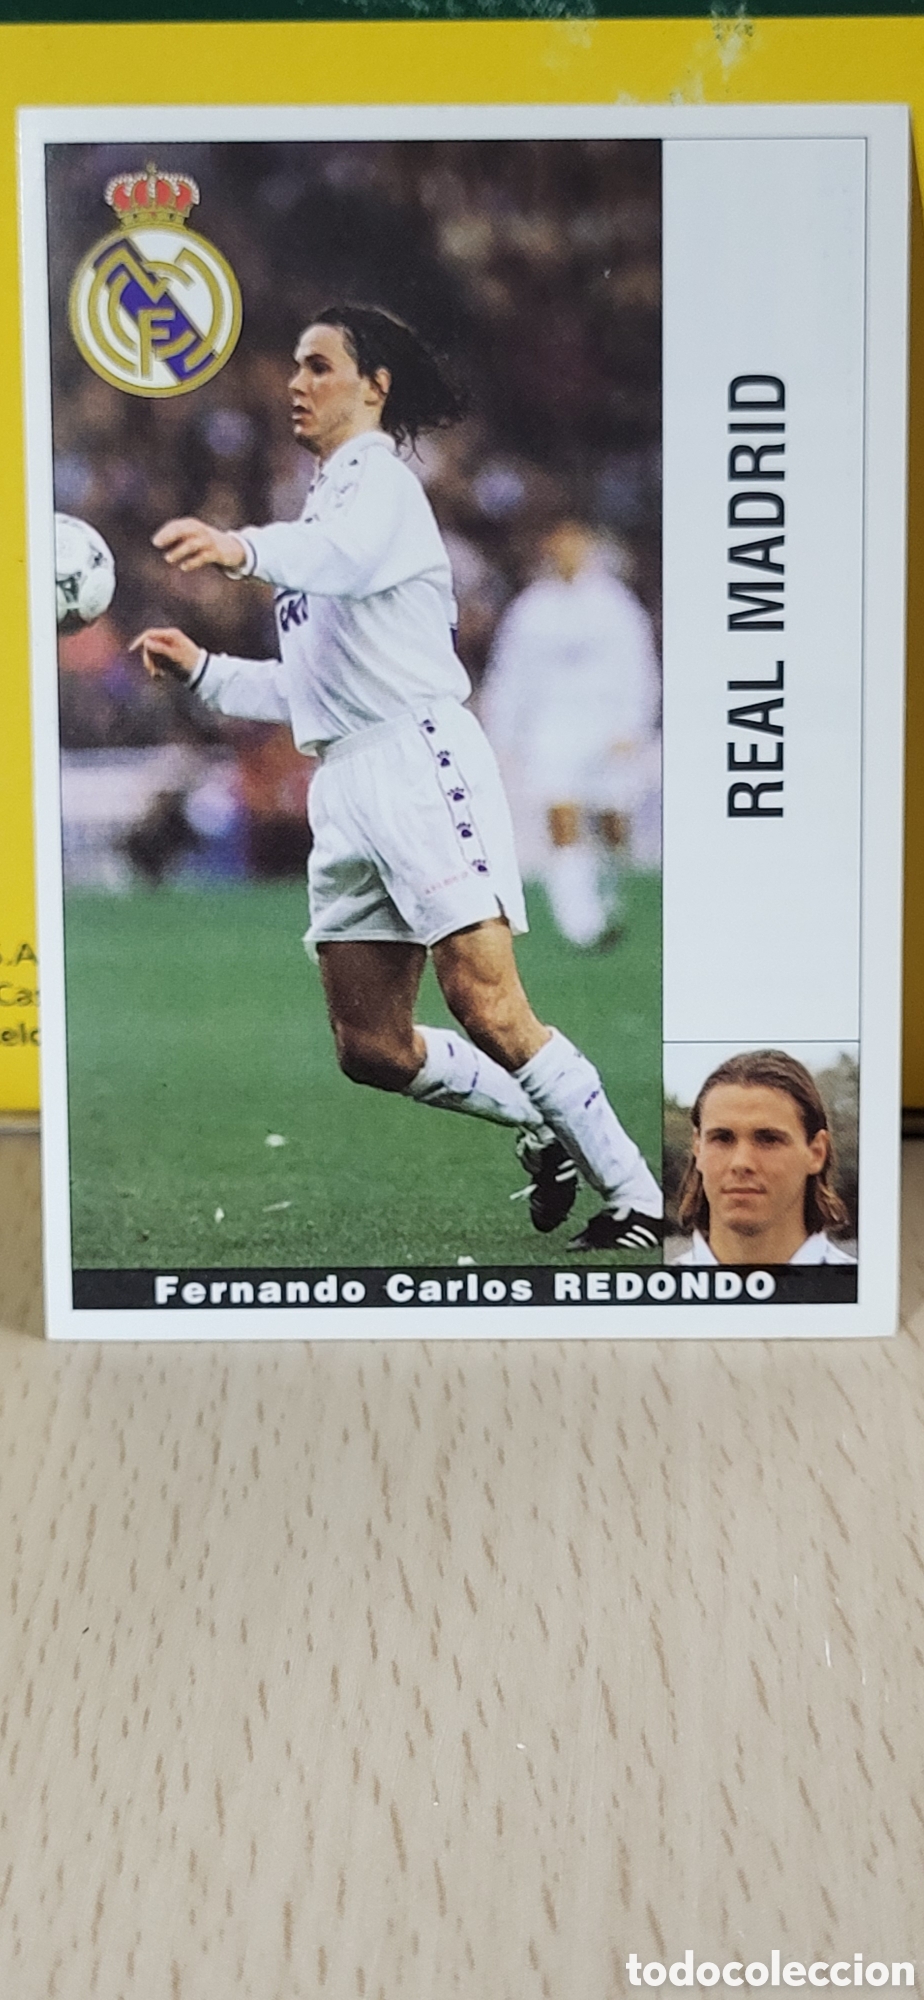 REAL MADRID
S.A
Fernando Carlos REDONDO
todocoleccion